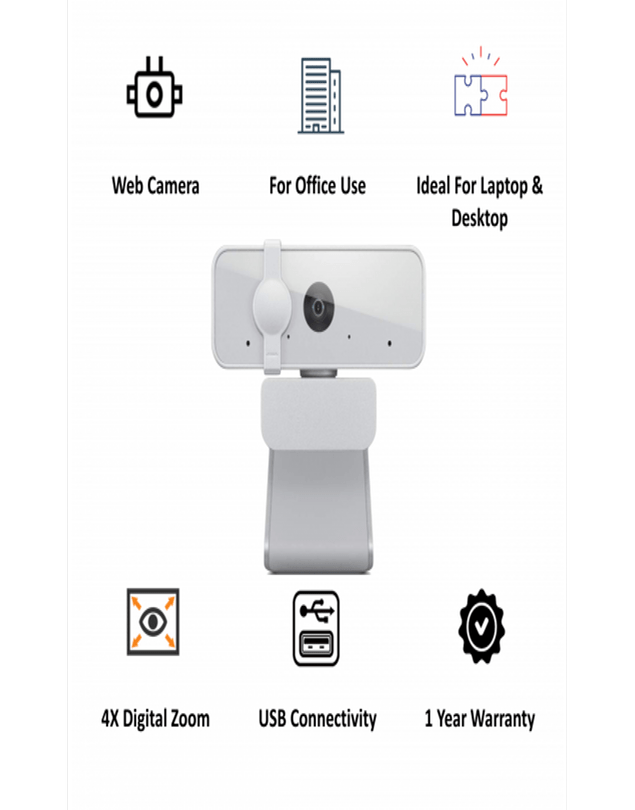 Web Camera
For Office Use
Ideal For Laptop &
Desktop
4X Digital Zoom
USB Connectivity
1 Year Warranty